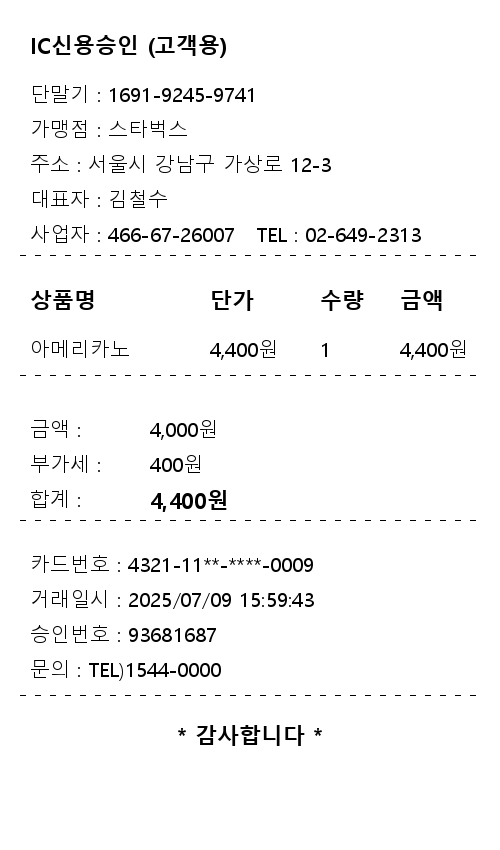 IC신용승인 (고객용)
단말기 : 1691-9245-9741
가맹점 : 스타벅스
주소 : 서울시 강남구 가상로 12-3
대표자 : 김철수
사업자 : 466-67-26007 TEL : 02-649-2313
상품명 단가 수량 금액
아메리카노 4,400원 1 4,400원
금액 : 4,000원
부가세 : 400원
합계 : 4,400원
카드번호 : 4321-11**-****-0009
거래일시 : 2025/07/09 15:59:43
승인번호 : 93681687
문의 : TEL)1544-0000
* 감사합니다 *